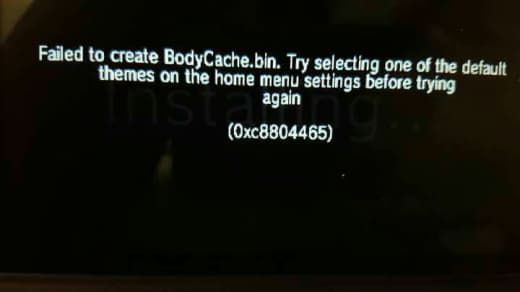 Failed to create BodyCache.bin. Try selecting one of the default
themes on the home menu settings before trying
again
(0xc8804465)
Installing...